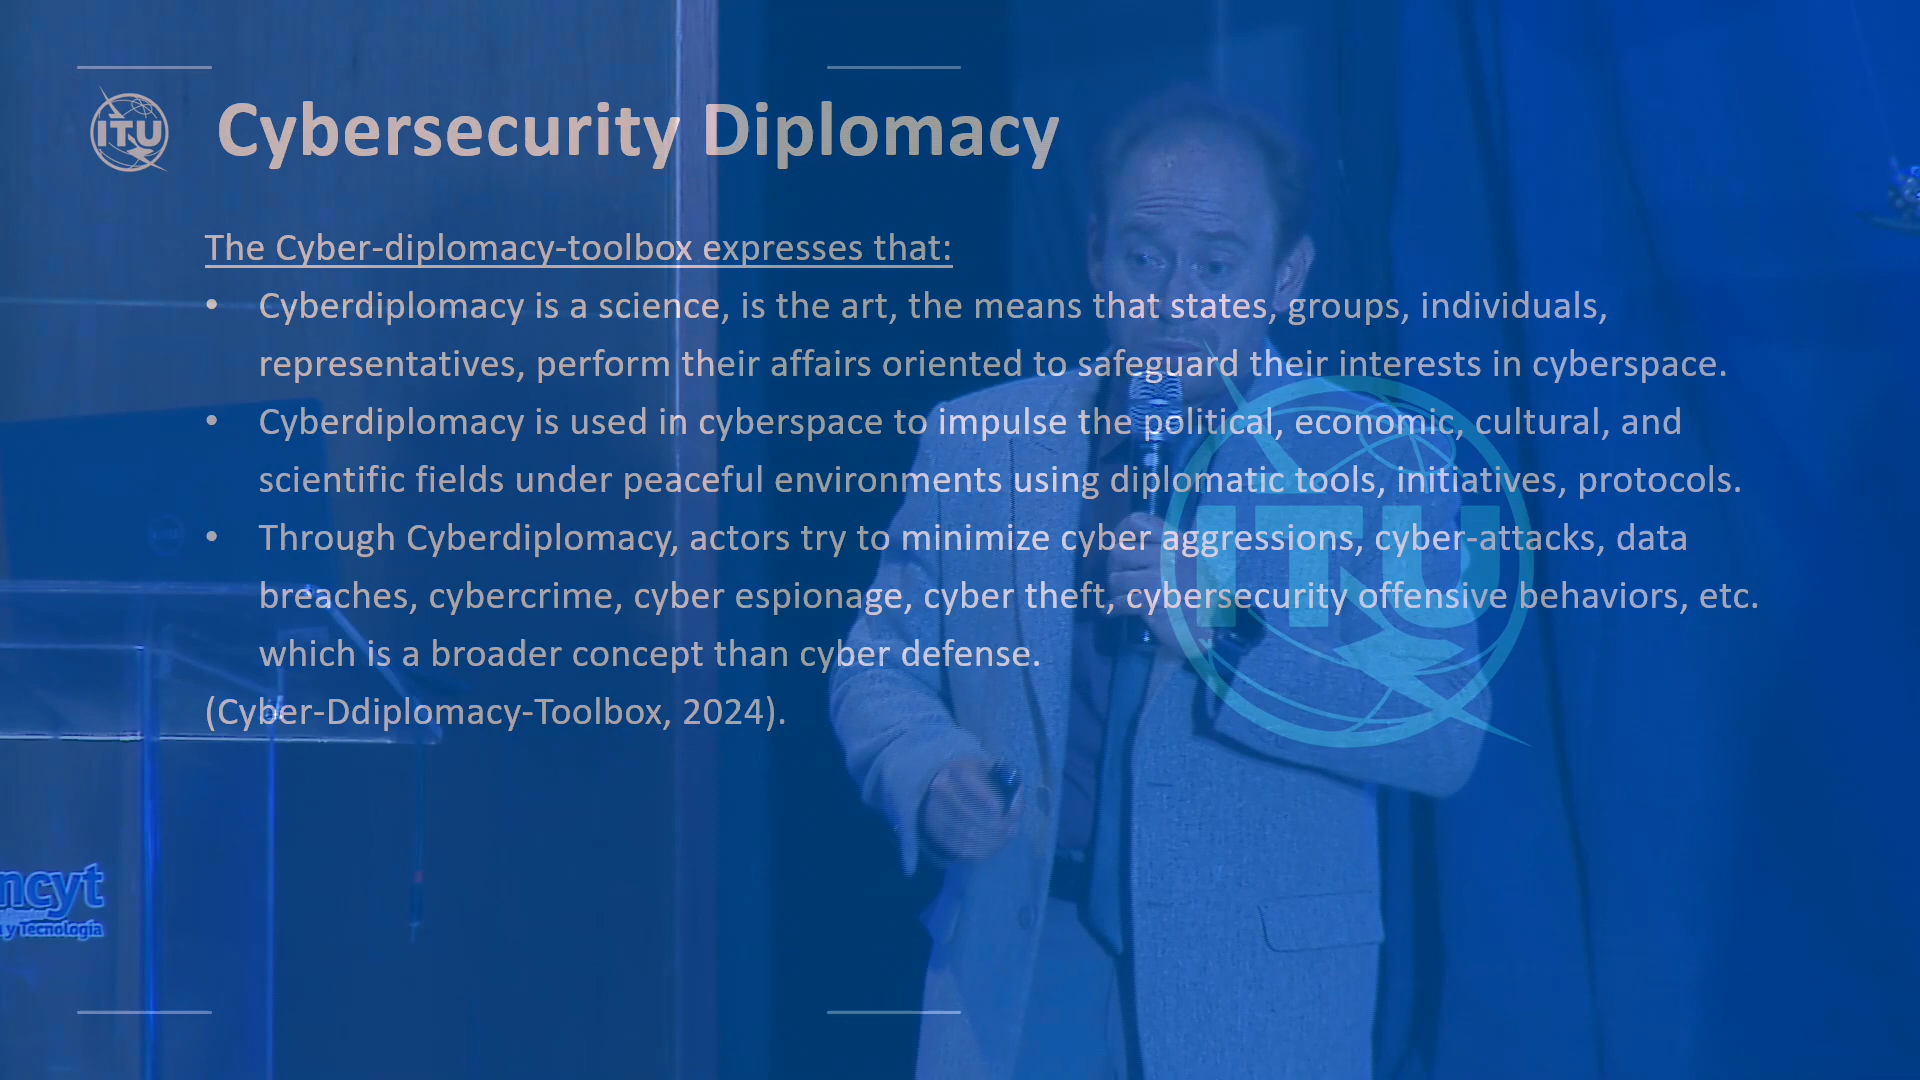 ITU
Cybersecurity Diplomacy
The Cyber-diplomacy-toolbox expresses that:
• Cyberdiplomacy is a science, is the art, the means that states, groups, individuals,
representatives, perform their affairs oriented to safeguard their interests in cyberspace.
• Cyberdiplomacy is used in cyberspace to impulse the political, economic, cultural, and
scientific fields under peaceful environments using diplomatic tools, initiatives, protocols.
• Through Cyberdiplomacy, actors try to minimize cyber aggressions, cyber-attacks, data
breaches, cybercrime, cyber espionage, cyber theft, cybersecurity offensive behaviors, etc.
which is a broader concept than cyber defense.
(Cyber-Ddiplomacy-Toolbox, 2024).
ITU
ncyt
y Tecnología